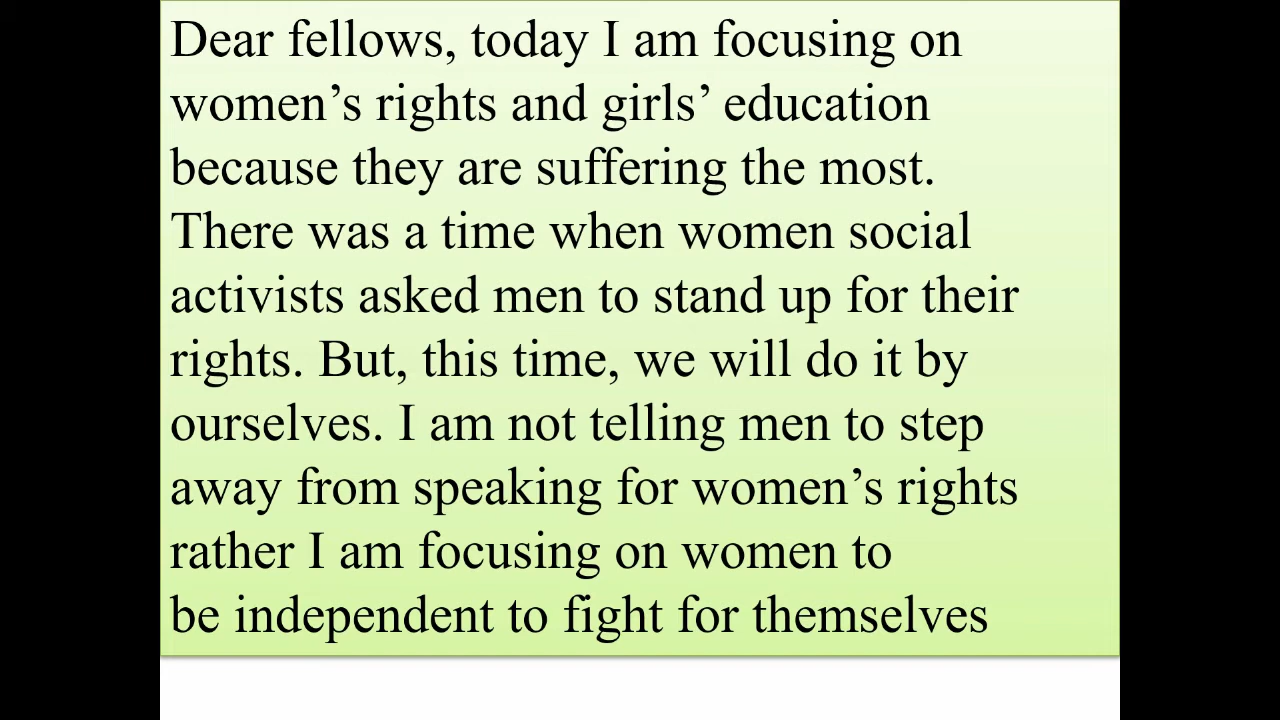 Dear fellows, today I am focusing on
women’s rights and girls’ education
because they are suffering the most.
There was a time when women social
activists asked men to stand up for their
rights. But, this time, we will do it by
ourselves. I am not telling men to step
away from speaking for women’s rights
rather I am focusing on women to
be independent to fight for themselves